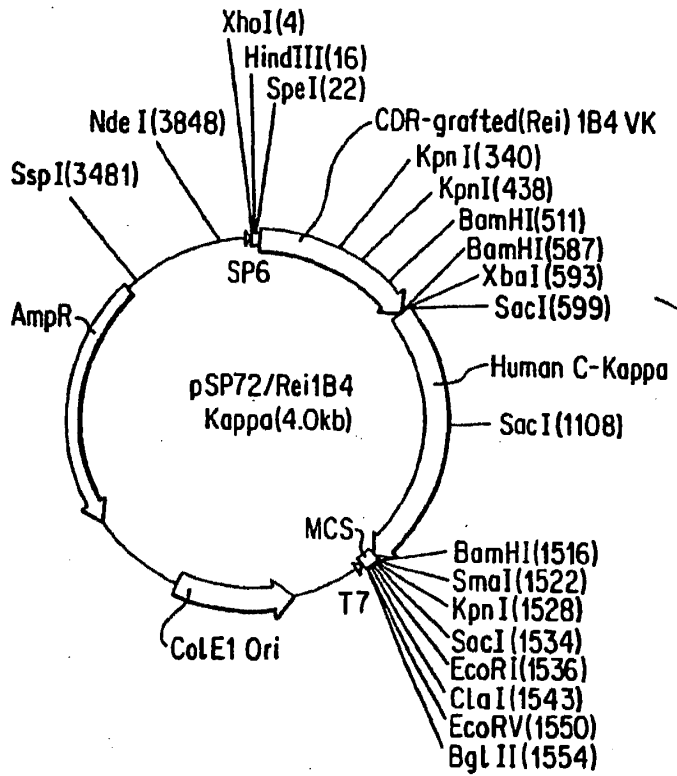 XhoI(4)
HindIII(16)
SpeI(22)
Nde I(3848)
SspI(3481)
CDR-grafted(Rei) 1B4 VK
KpnI(340)
KpnI(438)
BamHI(511)
BamHI(587)
XbaI(593)
SacI(599)
SP6
AmpR
pSP72/Rei1B4
Kappa(4.0kb)
Human C-Kappa
SacI(1108)
MCS
T7
ColE1 Ori
BamHI(1516)
SmaI(1522)
KpnI(1528)
SacI(1534)
EcoRI(1536)
ClaI(1543)
EcoRV(1550)
Bgl II(1554)